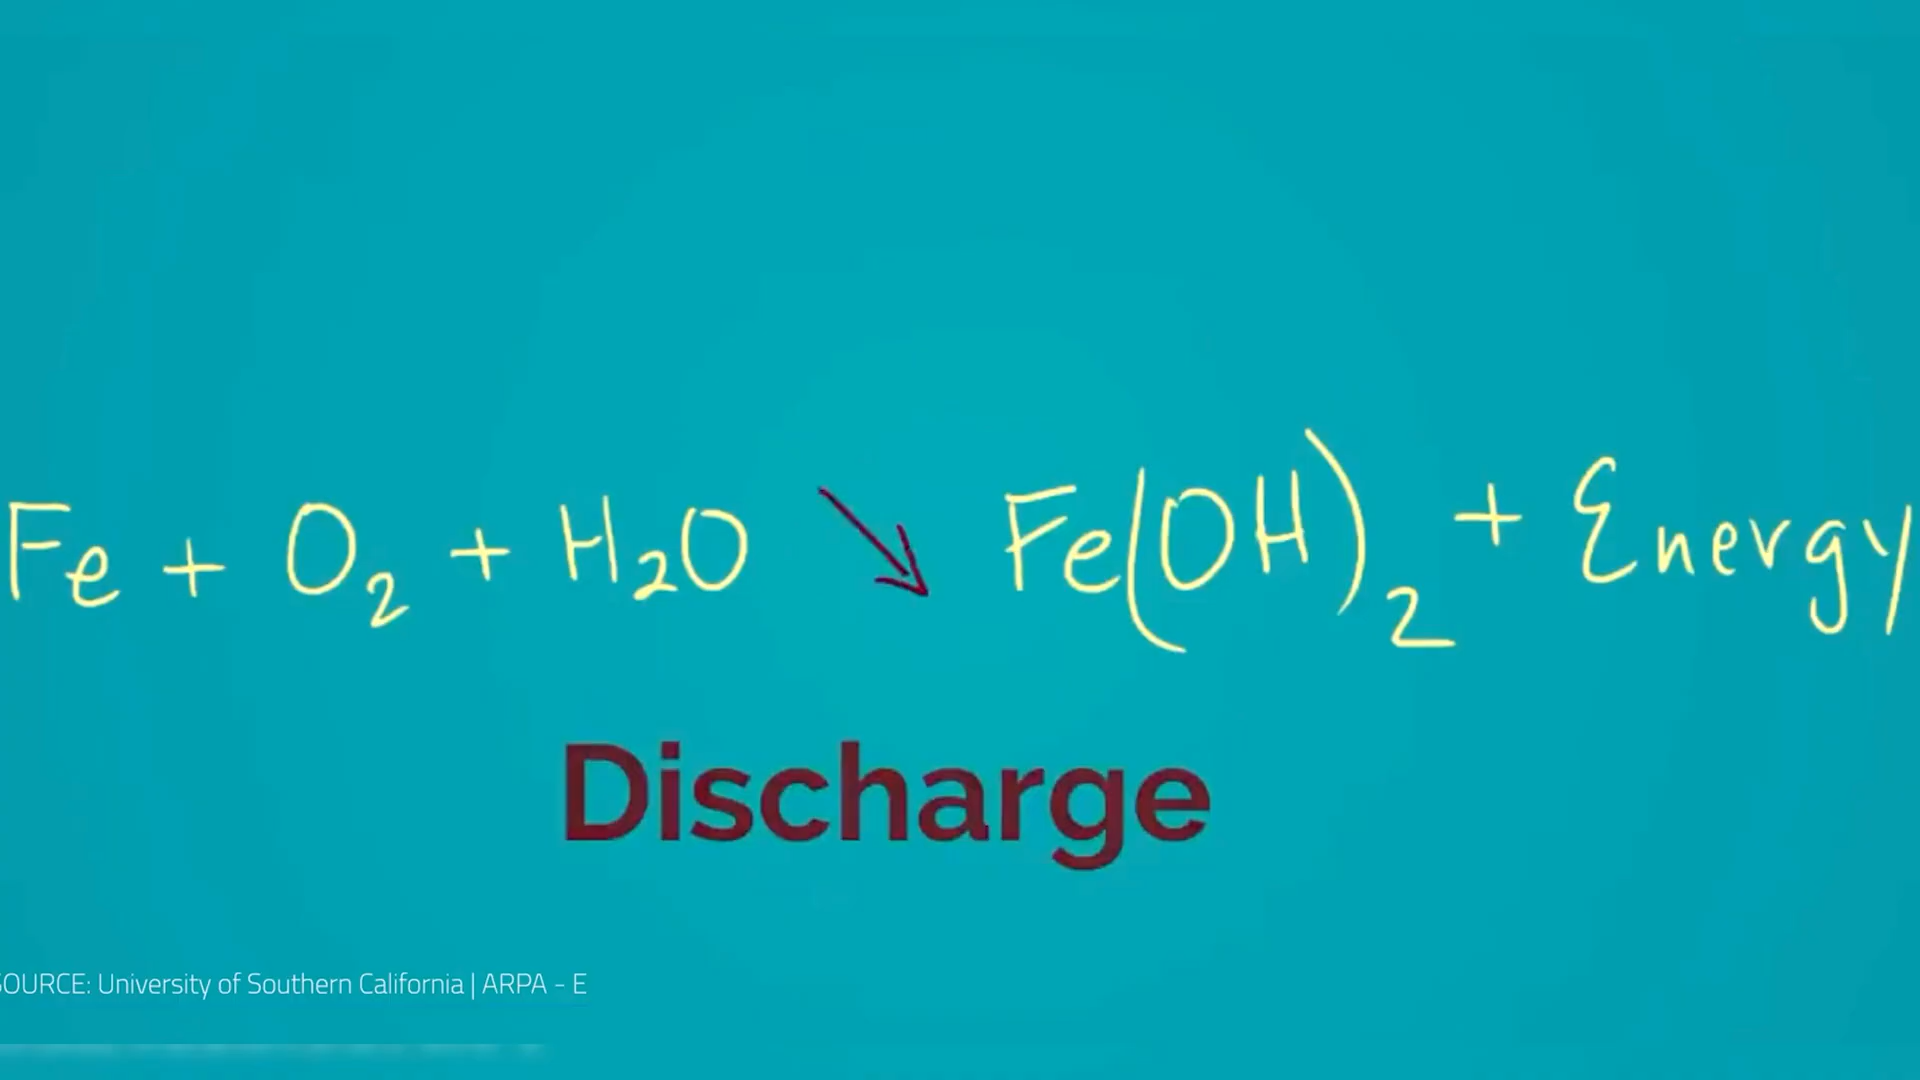 Fe + O₂ + H₂O ↘ Fe(OH)₂ + Energy
Discharge
SOURCE: University of Southern California | ARPA - E